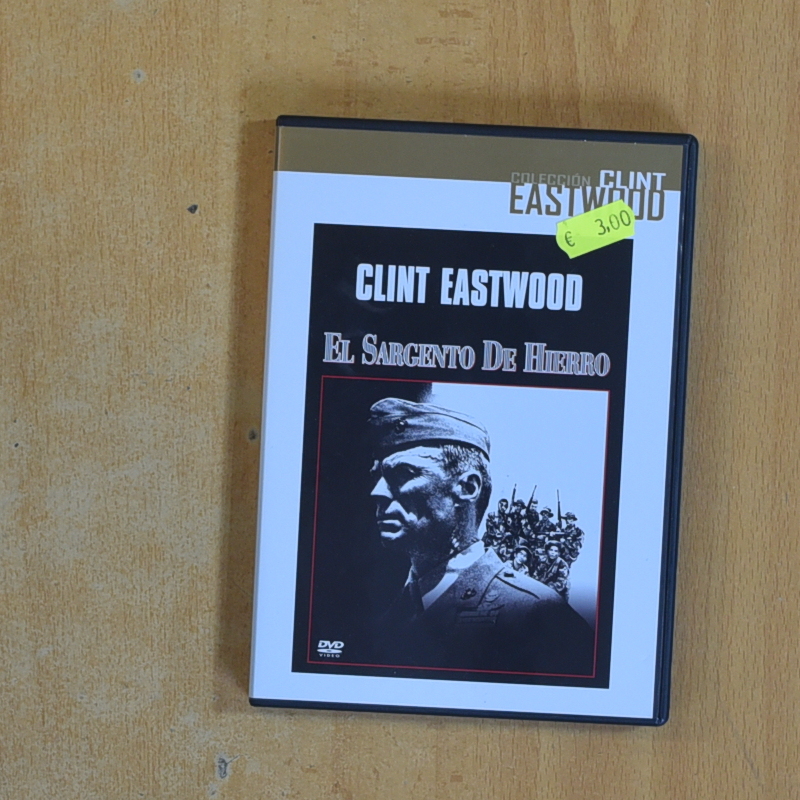 COLECCIÓN CLINT
EASTWOOD
€ 3,00
CLINT EASTWOOD
EL SARGENTO DE HIERRO
DVD
VIDEO